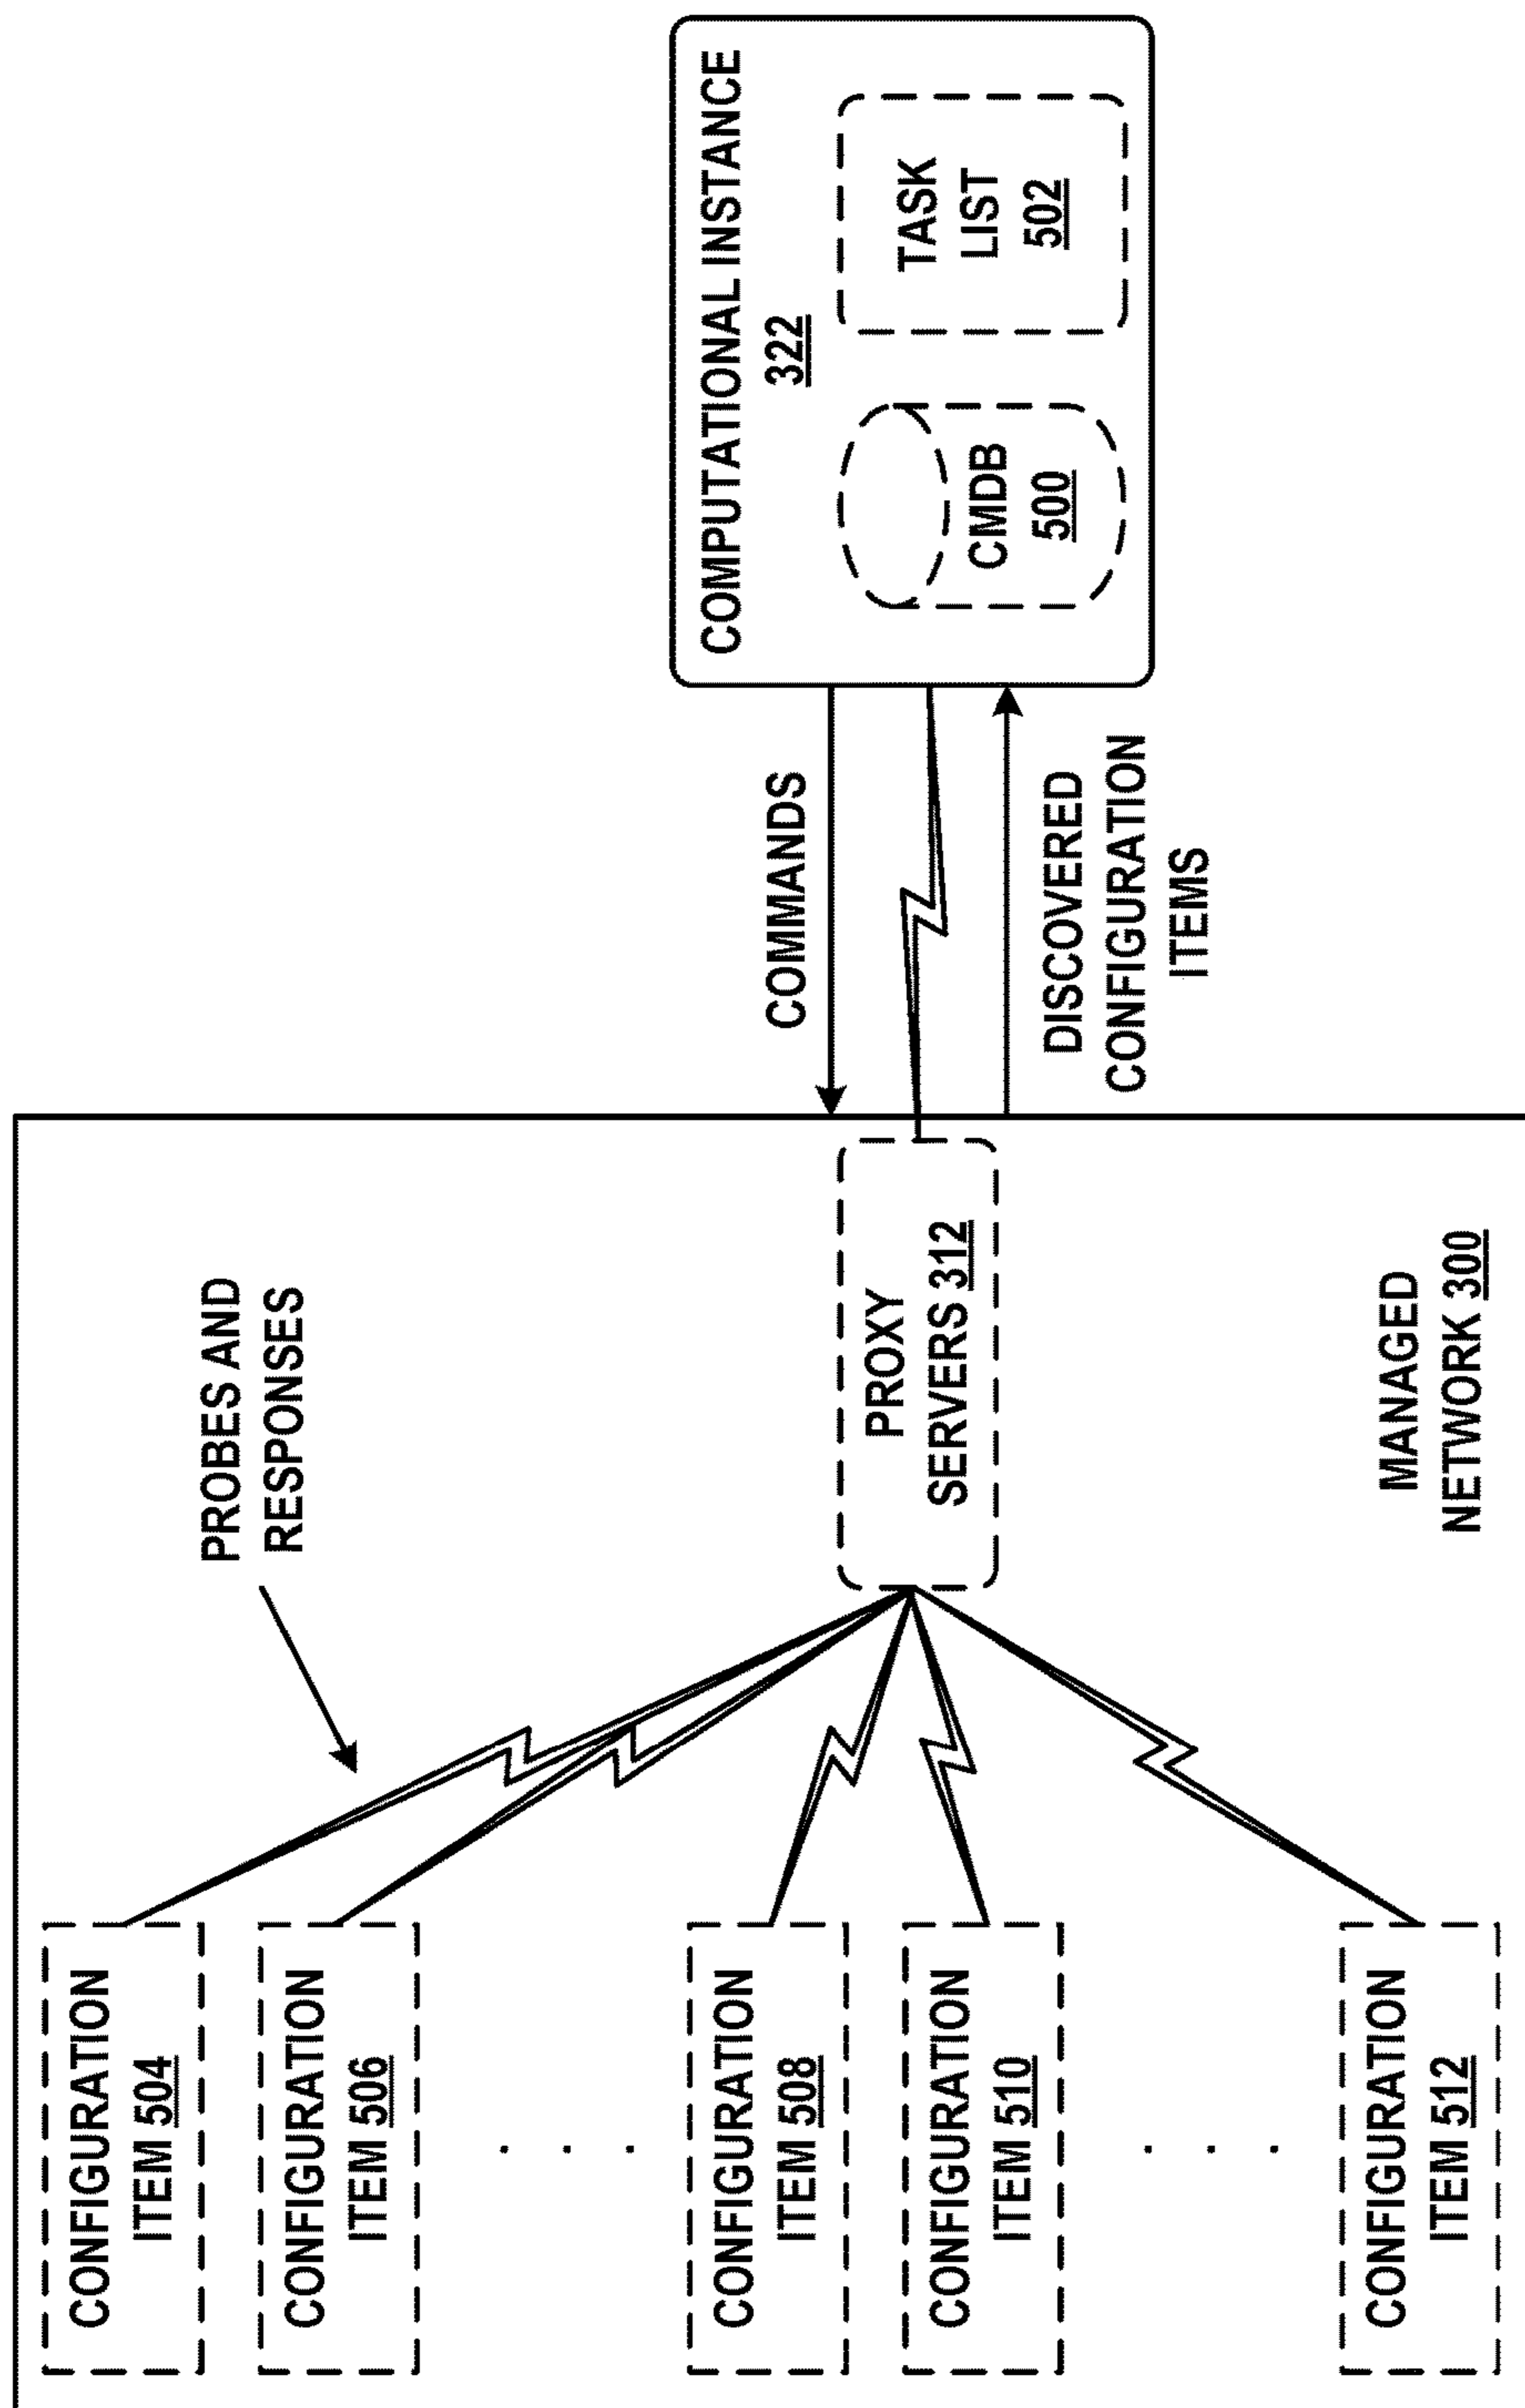 CONFIGURATION
ITEM 504
CONFIGURATION
ITEM 506
. . .
CONFIGURATION
ITEM 508
CONFIGURATION
ITEM 510
. . .
CONFIGURATION
ITEM 512
PROBES AND
RESPONSES
PROXY
SERVERS 312
MANAGED
NETWORK 300
COMMANDS
DISCOVERED
CONFIGURATION
ITEMS
COMPUTATIONAL INSTANCE
322
CMDB
500
TASK
LIST
502